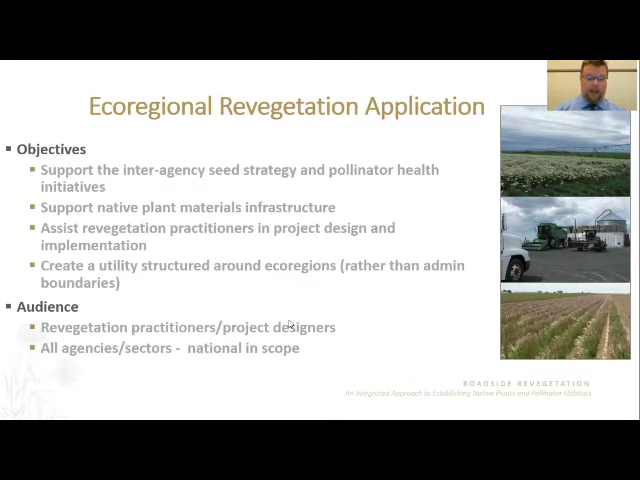 Ecoregional Revegetation Application
Objectives
Support the inter-agency seed strategy and pollinator health
initiatives
Support native plant materials infrastructure
Assist revegetation practitioners in project design and
implementation
Create a utility structured around ecoregions (rather than admin
boundaries)
Audience
Revegetation practitioners/project designers
All agencies/sectors - national in scope
ROADSIDE REVEGETATION
An Integrated Approach to Establishing Native Plants and Pollinator Habitats